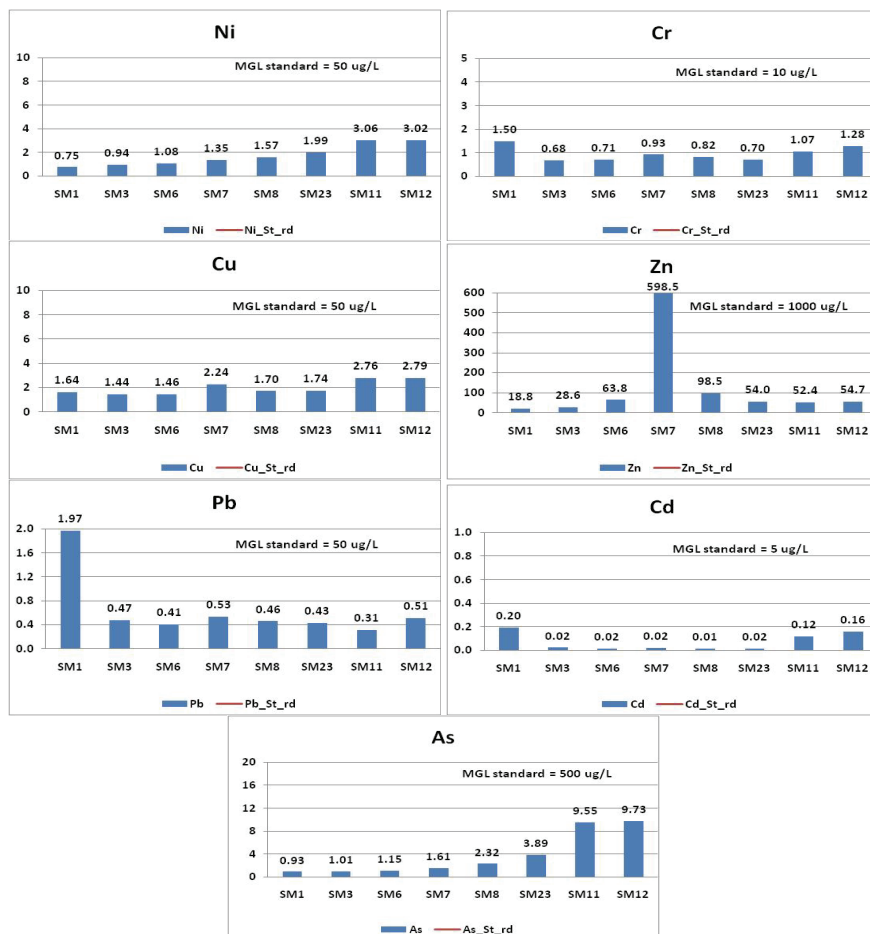 Ni
MGL standard = 50 ug/L
10
8
6
4
2
0
0.75 0.94 1.08 1.35 1.57 1.99 3.06 3.02
SM1 SM3 SM6 SM7 SM8 SM23 SM11 SM12
Ni Ni_St_rd
Cr
MGL standard = 10 ug/L
5
4
3
2
1
0
1.50 0.68 0.71 0.93 0.82 0.70 1.07 1.28
SM1 SM3 SM6 SM7 SM8 SM23 SM11 SM12
Cr Cr_St_rd
Cu
MGL standard = 50 ug/L
10
8
6
4
2
0
1.64 1.44 1.46 2.24 1.70 1.74 2.76 2.79
SM1 SM3 SM6 SM7 SM8 SM23 SM11 SM12
Cu Cu_St_rd
Zn
MGL standard = 1000 ug/L
600
500
400
300
200
100
0
18.8 28.6 63.8 598.5 98.5 54.0 52.4 54.7
SM1 SM3 SM6 SM7 SM8 SM23 SM11 SM12
Zn Zn_St_rd
Pb
MGL standard = 50 ug/L
2.0
1.6
1.2
0.8
0.4
0.0
1.97 0.47 0.41 0.53 0.46 0.43 0.31 0.51
SM1 SM3 SM6 SM7 SM8 SM23 SM11 SM12
Pb Pb_St_rd
Cd
MGL standard = 5 ug/L
1.0
0.8
0.6
0.4
0.2
0.0
0.20 0.02 0.02 0.02 0.01 0.02 0.12 0.16
SM1 SM3 SM6 SM7 SM8 SM23 SM11 SM12
Cd Cd_St_rd
As
MGL standard = 500 ug/L
20
16
12
8
4
0
0.93 1.01 1.15 1.61 2.32 3.89 9.55 9.73
SM1 SM3 SM6 SM7 SM8 SM23 SM11 SM12
As As_St_rd